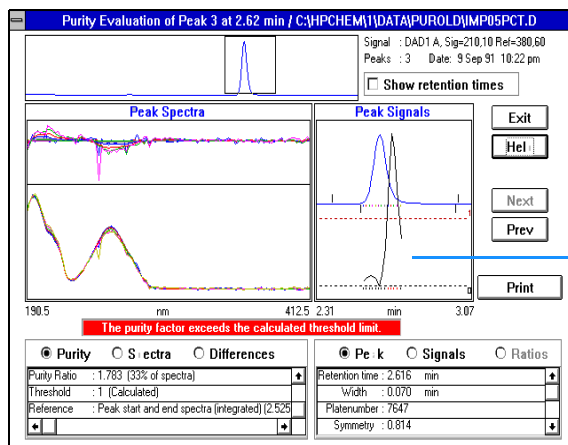 Purity Evaluation of Peak 3 at 2.62 min / C:\HPCHEM\1\DATA\PUROLD\IMP05PCT.D
Signal : DAD1 A, Sig=210,10 Ref=380,60
Peaks : 3 Date: 9 Sep 91 10:22 pm
Show retention times
Peak Spectra
Peak Signals
Exit
Hel
Next
Prev
Print
1
0
190.5 nm 412.5
2.31 min 3.07
The purity factor exceeds the calculated threshold limit.
Purity S ectra Differences
Purity Ratio : 1.783 (33% of spectra)
Threshold : 1 (Calculated)
Reference : Peak start and end spectra (integrated) (2.525
Pe k Signals Ratios
Retention time : 2.616 min
Width : 0.070 min
Platenumber : 7647
Symmetry : 0.814